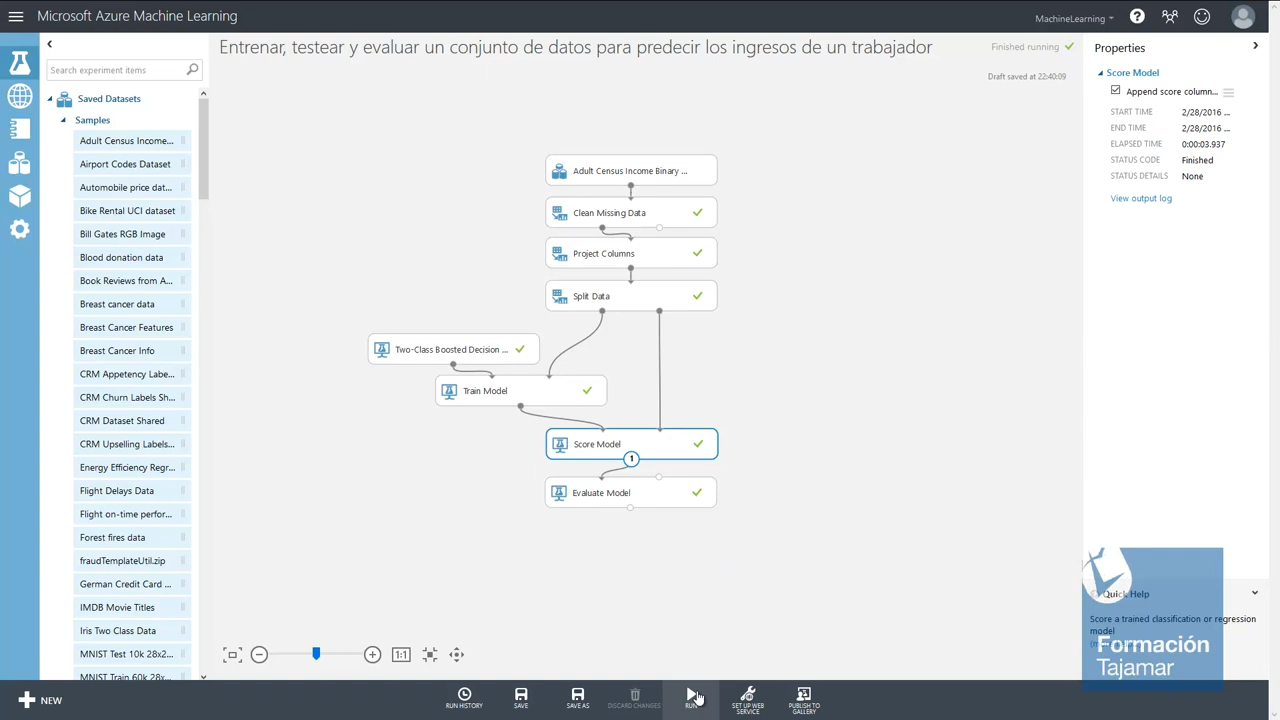 Microsoft Azure Machine Learning
MachineLearning
Entrenar, testear y evaluar un conjunto de datos para predecir los ingresos de un trabajador
Finished running
Draft saved at 22:40:09
Search experiment items
Saved Datasets
Samples
Adult Census Income...
Airport Codes Dataset
Automobile price dat...
Bike Rental UCI dataset
Bill Gates RGB Image
Blood donation data
Book Reviews from A...
Breast cancer data
Breast Cancer Features
Breast Cancer Info
CRM Appetency Labe...
CRM Churn Labels Sh...
CRM Dataset Shared
CRM Upselling Labels...
Energy Efficiency Regr...
Flight Delays Data
Flight on-time perfor...
Forest fires data
fraudTemplateUtil.zip
German Credit Card ...
IMDB Movie Titles
Iris Two Class Data
MNIST Test 10k 28x2...
MNIST Train 60k 28x...
Adult Census Income Binary ...
Clean Missing Data
Project Columns
Split Data
Two-Class Boosted Decision ...
Train Model
Score Model
1
Evaluate Model
1:1
Properties
Score Model
Append score column...
START TIME 2/28/2016 ...
END TIME 2/28/2016 ...
ELAPSED TIME 0:00:03.937
STATUS CODE Finished
STATUS DETAILS None
View output log
Quick Help
Score a trained classification or regression
model
Formación
Tajamar
NEW
RUN HISTORY
SAVE
SAVE AS
DISCARD CHANGES
RUN
SET UP WEB
SERVICE
PUBLISH TO
GALLERY